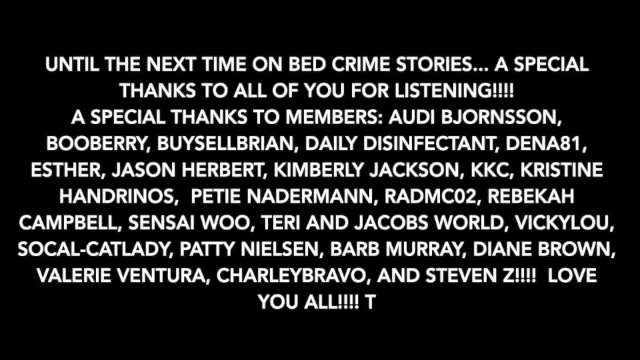 UNTIL THE NEXT TIME ON BED CRIME STORIES... A SPECIAL
THANKS TO ALL OF YOU FOR LISTENING!!!!
A SPECIAL THANKS TO MEMBERS: AUDI BJORNSSON,
BOOBERRY, BUYSELLBRIAN, DAILY DISINFECTANT, DENA81,
ESTHER, JASON HERBERT, KIMBERLY JACKSON, KKC, KRISTINE
HANDRINOS,  PETIE NADERMANN, RADMC02, REBEKAH
CAMPBELL, SENSAI WOO, TERI AND JACOBS WORLD, VICKYLOU,
SOCAL-CATLADY, PATTY NIELSEN, BARB MURRAY, DIANE BROWN,
VALERIE VENTURA, CHARLEYBRAVO, AND STEVEN Z!!!!  LOVE
YOU ALL!!!! T